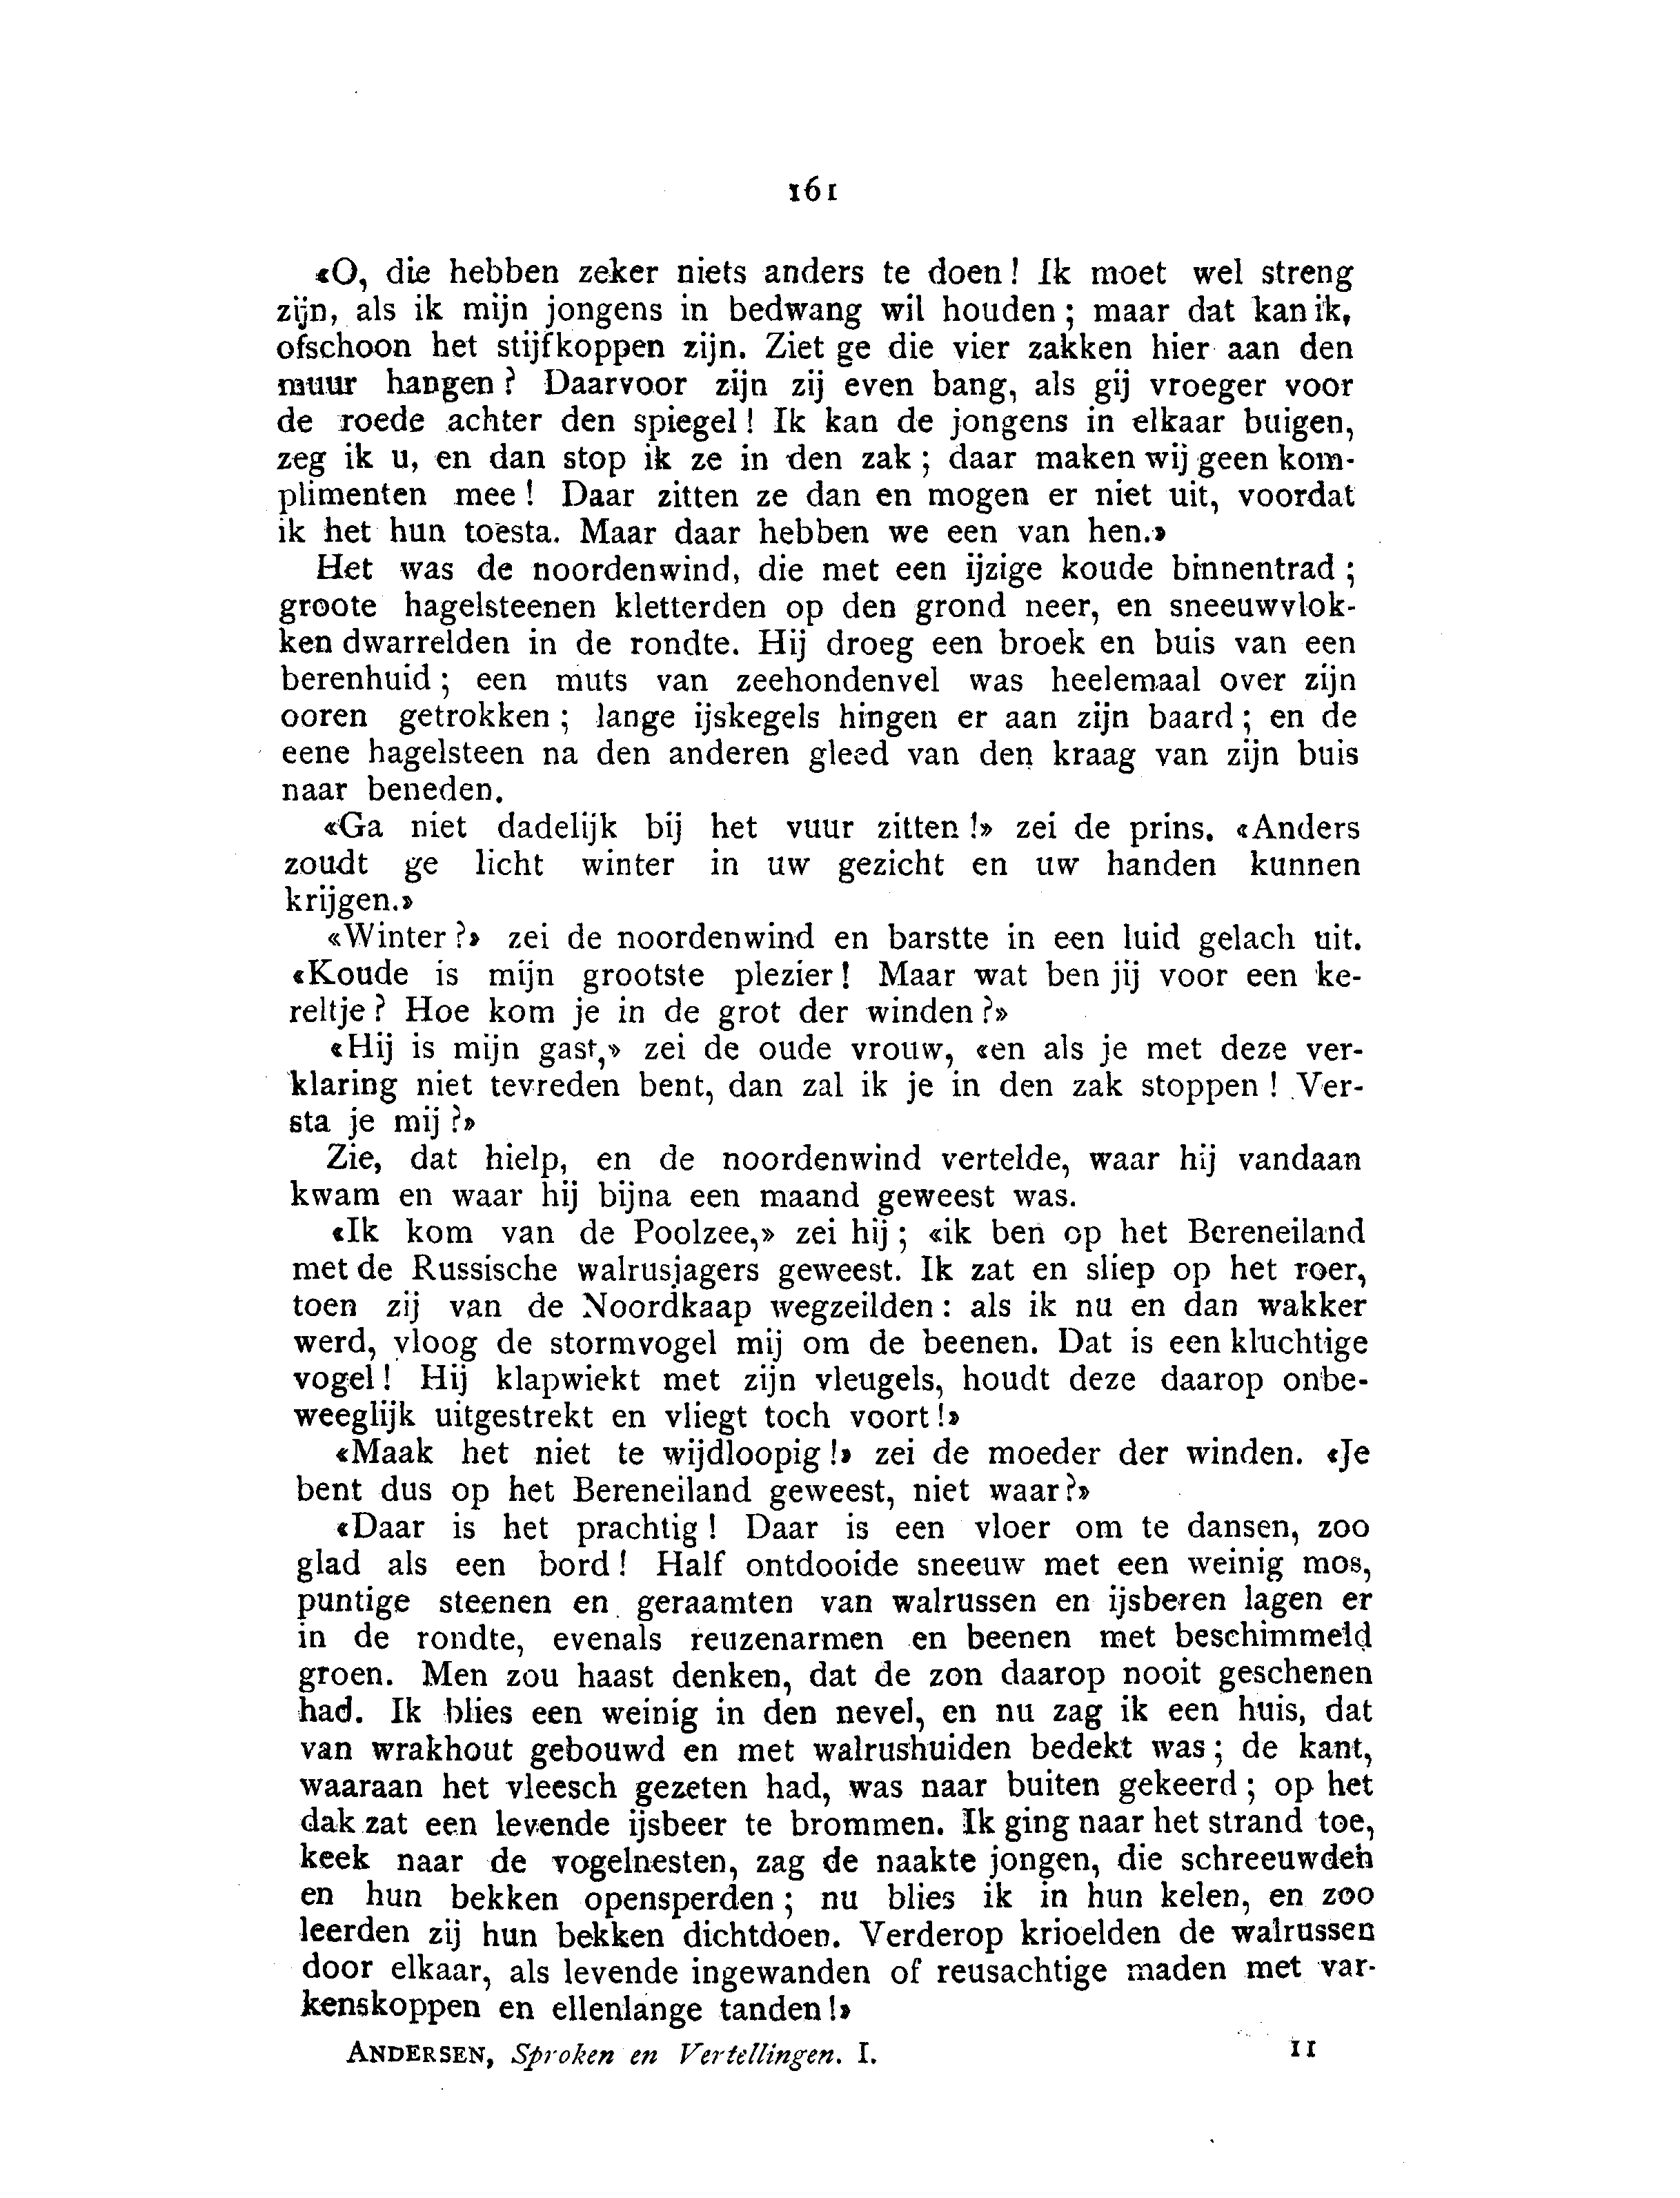 161
«O, die hebben zeker niets anders te doen! Ik moet wel streng
zijn, als ik mijn jongens in bedwang wil houden; maar dat kan ik,
ofschoon het stijfkoppen zijn. Ziet ge die vier zakken hier aan den
muur hangen? Daarvoor zijn zij even bang, als gij vroeger voor
de roede achter den spiegel! Ik kan de jongens in elkaar buigen,
zeg ik u, en dan stop ik ze in den zak; daar maken wij geen kom-
plimenten mee! Daar zitten ze dan en mogen er niet uit, voordat
ik het hun toesta. Maar daar hebben we een van hen.»
Het was de noordenwind, die met een ijzige koude binnentrad;
groote hagelsteenen kletterden op den grond neer, en sneeuwvlok-
ken dwarrelden in de rondte. Hij droeg een broek en buis van een
berenhuid; een muts van zeehondenvel was heelemaal over zijn
ooren getrokken; lange ijskegels hingen er aan zijn baard; en de
eene hagelsteen na den anderen gleed van den kraag van zijn buis
naar beneden.
«Ga niet dadelijk bij het vuur zitten!» zei de prins. «Anders
zoudt ge licht winter in uw gezicht en uw handen kunnen
krijgen.»
«Winter?» zei de noordenwind en barstte in een luid gelach uit.
«Koude is mijn grootste plezier! Maar wat ben jij voor een ke-
reltje? Hoe kom je in de grot der winden?»
«Hij is mijn gast,» zei de oude vrouw, «en als je met deze ver-
klaring niet tevreden bent, dan zal ik je in den zak stoppen! Ver-
sta je mij?»
Zie, dat hielp, en de noordenwind vertelde, waar hij vandaan
kwam en waar hij bijna een maand geweest was.
«Ik kom van de Poolzee,» zei hij; «ik ben op het Bereneiland
met de Russische walrusjagers geweest. Ik zat en sliep op het roer,
toen zij van de Noordkaap wegzeilden: als ik nu en dan wakker
werd, vloog de stormvogel mij om de beenen. Dat is een kluchtige
vogel! Hij klapwiekt met zijn vleugels, houdt deze daarop onbe-
weeglijk uitgestrekt en vliegt toch voort!»
«Maak het niet te wijdloopig!» zei de moeder der winden. «Je
bent dus op het Bereneiland geweest, niet waar?»
«Daar is het prachtig! Daar is een vloer om te dansen, zoo
glad als een bord! Half ontdooide sneeuw met een weinig mos,
puntige steenen en geraamten van walrussen en ijsberen lagen er
in de rondte, evenals reuzenarmen en beenen met beschimmeld
groen. Men zou haast denken, dat de zon daarop nooit geschenen
had. Ik blies een weinig in den nevel, en nu zag ik een huis, dat
van wrakhout gebouwd en met walrushuiden bedekt was; de kant,
waaraan het vleesch gezeten had, was naar buiten gekeerd; op het
dak zat een levende ijsbeer te brommen. Ik ging naar het strand toe,
keek naar de vogelnesten, zag de naakte jongen, die schreeuwden
en hun bekken opensperden; nu blies ik in hun kelen, en zoo
leerden zij hun bekken dichtdoen. Verderop krioelden de walrussen
door elkaar, als levende ingewanden of reusachtige maden met var-
kenskoppen en ellenlange tanden!»
ANDERSEN, Sproken en Vertellingen. I. 11